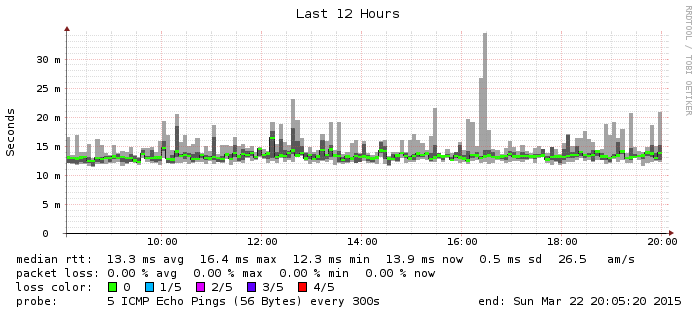 Last 12 Hours
RRDTOOL / TOBI OETIKER
Seconds
30 m
25 m
20 m
15 m
10 m
5 m
0
10:00 12:00 14:00 16:00 18:00 20:00
median rtt: 13.3 ms avg 16.4 ms max 12.3 ms min 13.9 ms now 0.5 ms sd 26.5 am/s
packet loss: 0.00 % avg 0.00 % max 0.00 % min 0.00 % now
loss color: 0 1/5 2/5 3/5 4/5
probe: 5 ICMP Echo Pings (56 Bytes) every 300s end: Sun Mar 22 20:05:20 2015